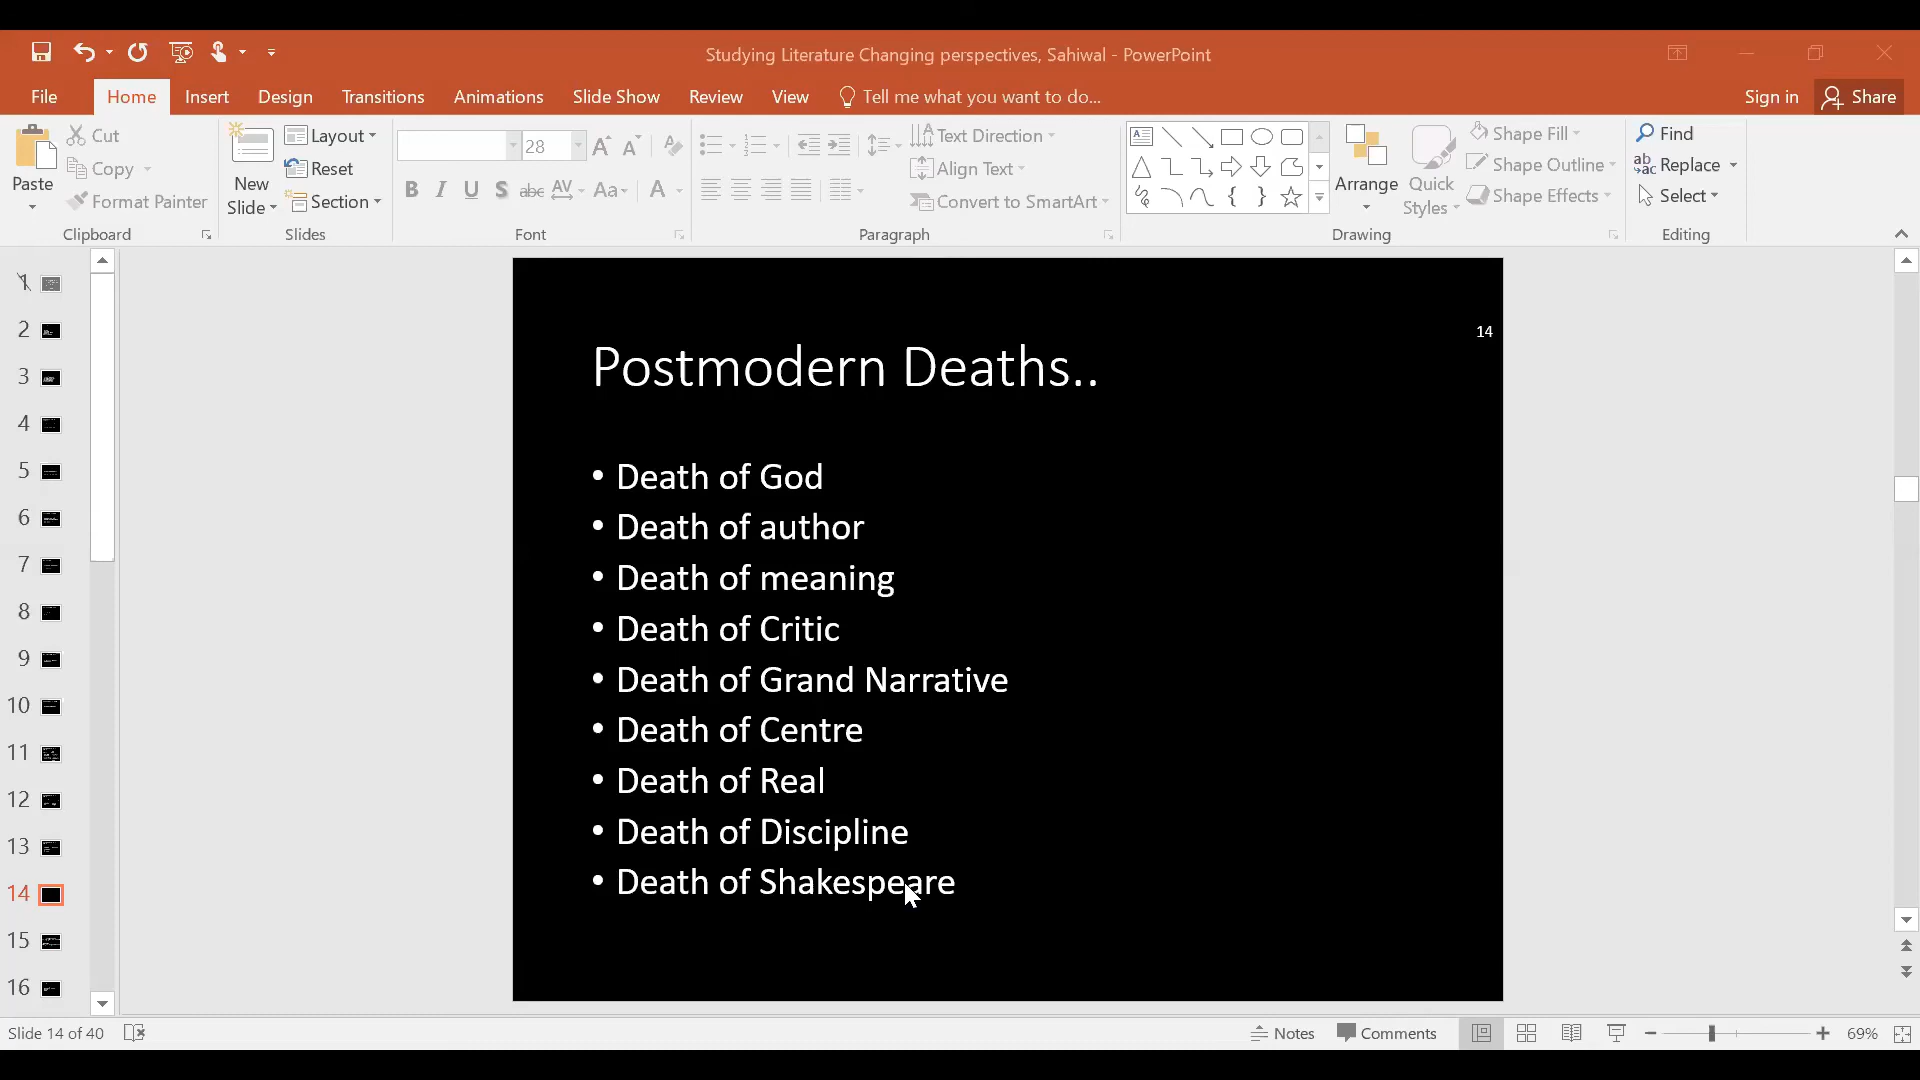 Studying Literature Changing perspectives, Sahiwal - PowerPoint
File Home Insert Design Transitions Animations Slide Show Review View Tell me what you want to do... Sign in Share
Paste
Cut
Copy
Format Painter
Clipboard
New
Slide
Layout
Reset
Section
Slides
28
B I U S abc AV Aa A
Font
Text Direction
Align Text
Convert to SmartArt
Paragraph
Arrange
Quick
Styles
Shape Fill
Shape Outline
Shape Effects
Drawing
Find
Replace
Select
Editing
1
2
3
4
5
6
7
8
9
10
11
12
13
14
15
16
14
Postmodern Deaths..
• Death of God
• Death of author
• Death of meaning
• Death of Critic
• Death of Grand Narrative
• Death of Centre
• Death of Real
• Death of Discipline
• Death of Shakespeare
Slide 14 of 40 Notes Comments 69%